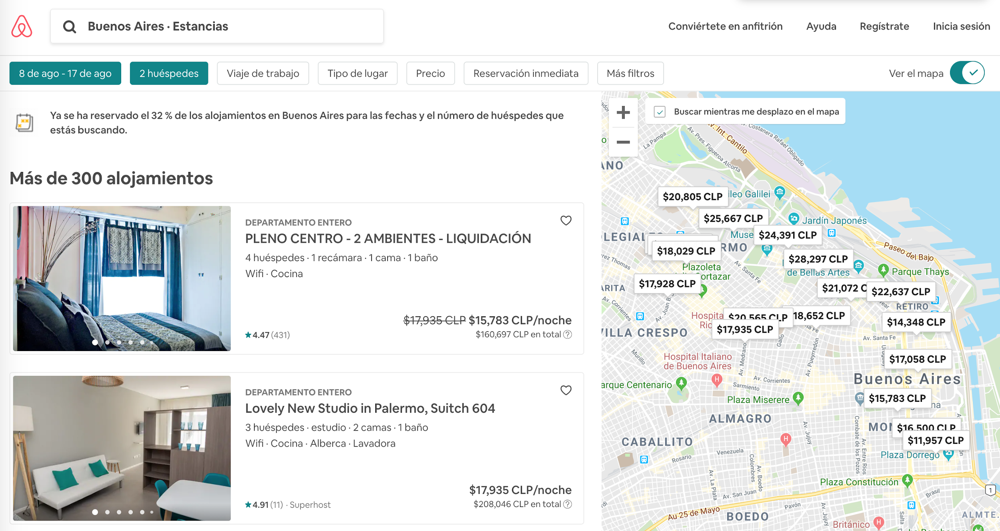 Buenos Aires · Estancias
Conviértete en anfitrión
Ayuda
Regístrate
Inicia sesión
8 de ago - 17 de ago
2 huéspedes
Viaje de trabajo
Tipo de lugar
Precio
Reservación inmediata
Más filtros
Ver el mapa
Ya se ha reservado el 32 % de los alojamientos en Buenos Aires para las fechas y el número de huéspedes que
estás buscando.
Más de 300 alojamientos
DEPARTAMENTO ENTERO
PLENO CENTRO - 2 AMBIENTES - LIQUIDACIÓN
4 huéspedes · 1 recámara · 1 cama · 1 baño
Wifi · Cocina
$17,935 CLP $15,783 CLP/noche
4.47 (431)
$160,697 CLP en total ?
DEPARTAMENTO ENTERO
Lovely New Studio in Palermo, Suitch 604
3 huéspedes · estudio · 2 camas · 1 baño
Wifi · Cocina · Alberca · Lavadora
$17,935 CLP/noche
4.91 (11) · Superhost
$208,046 CLP en total ?
Buscar mientras me desplazo en el mapa
Av. Costanera Rafael Obligado
Av. Int. Cantilo
Av. Pres. Figueroa Alcorta
La Pampa
ANO
$20,805 CLP
ileo Galilei
$25,667 CLP
Jardín Japonés
Muse
$24,391 CLP
LEGIAL
RMO
$18,029 CLP
Paseo del Bajo
$28,297 CLP
de Bellas Artes
Parque Thays
rez Thomas
Plazoleta
Cortazar
Av. Santa Fe
$17,928 CLP
ARITA
$21,072 C
$22,637 CLP
RETIRO
Av. Corrientes
Av. Juan B.
Hospita
Ric
$20,565 CLP
18,652 CLP
$14,348 CLP
$17,935 CLP
VILLA CRESPO
ta Fe
Gallo
Av. Santa Fe
Murillo
Hospital Italiano
de Buenos Aires
Av. Medrano
Av. Pueyrredón
Uruguay
$17,058 CLP
Av. Corrientes
Sarmiento
Buenos Aires
arque Centenario
Plaza Miserere
$15,783 CLP
na
ALMAGRO
MON
$16,500 CLP
$11,957 CLP
Combate de los Pozos
Av. Entre Ríos
Av. Jujuy
CABALLITO
Venezuela
Rosario
Plaza Dorrego
Colombres
Av. Boedo
Av. La Plata
Plaza Constitución
Av. San Juan
Brasil
1
Pavón
Av. Jujuy
Au 25 de Mayo
BOEDO
Salta
ALMTE.
Británico